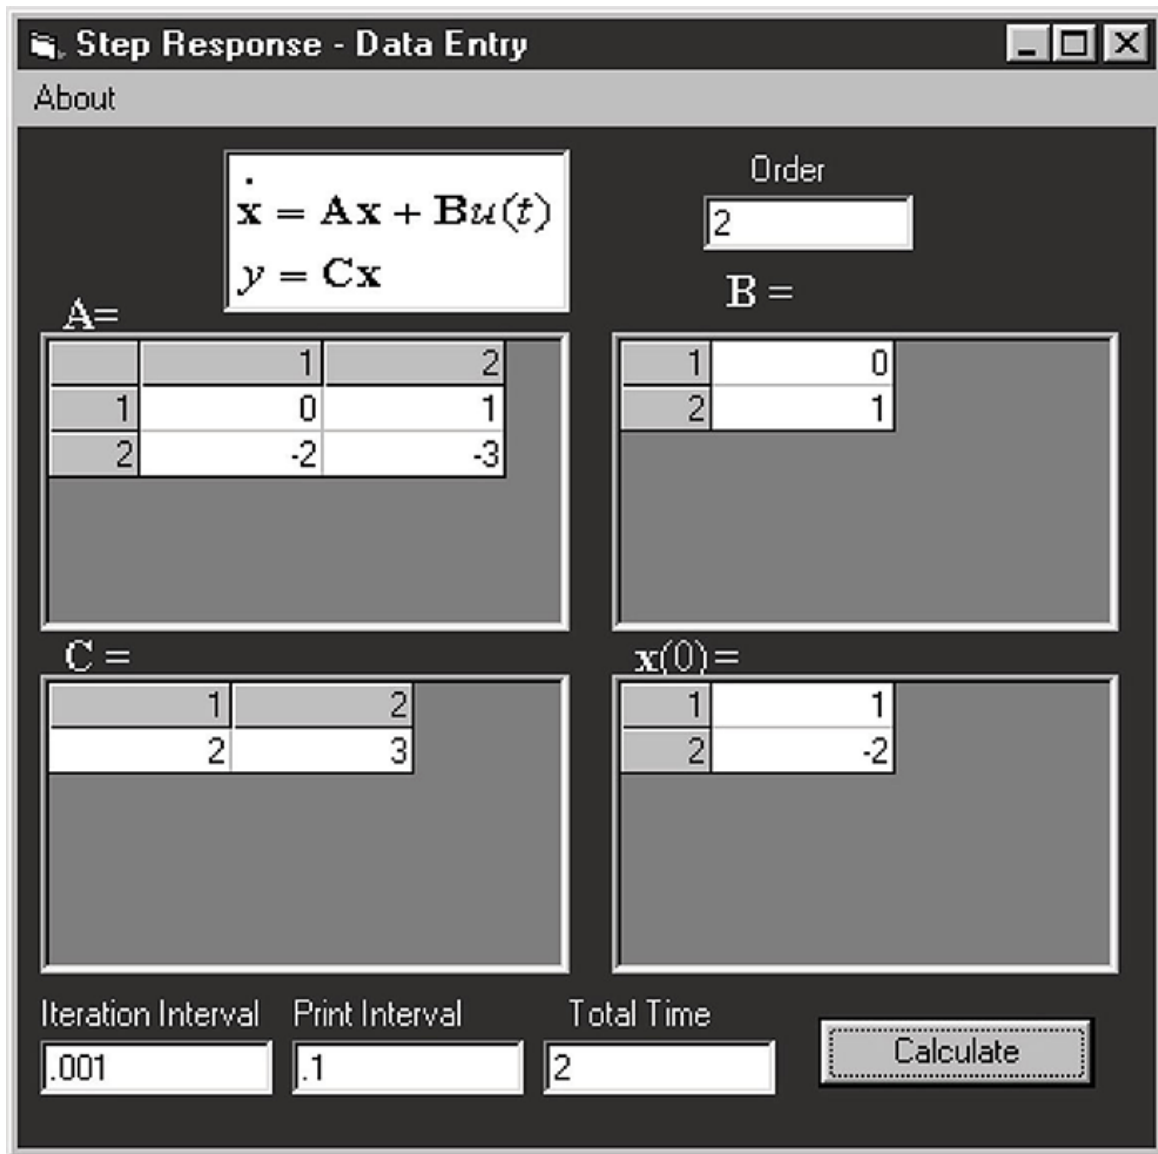 Step Response - Data Entry
About
ẋ = Ax + Bu(t)
y = Cx
Order
2
A=
1 2
1 0 1
2 -2 -3
B =
1 0
2 1
C =
1 2
2 3
x(0)=
1 1
2 -2
Iteration Interval Print Interval Total Time
.001 .1 2
Calculate